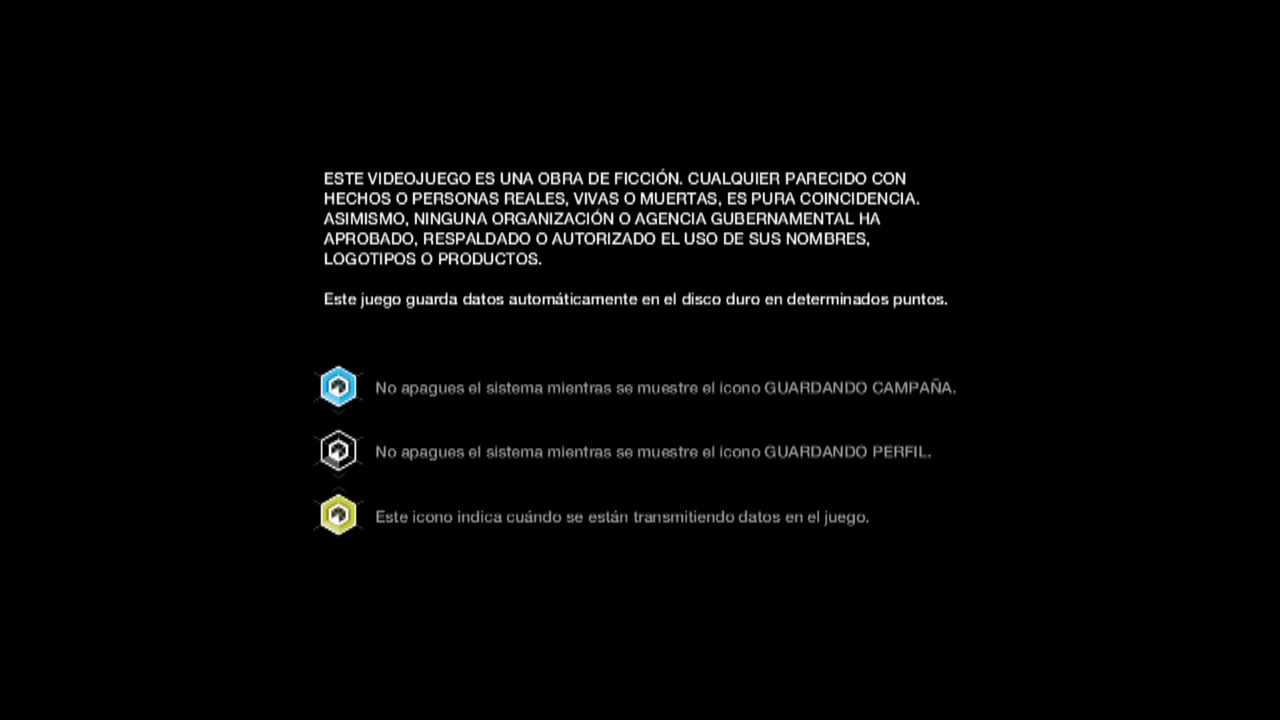 ESTE VIDEOJUEGO ES UNA OBRA DE FICCIÓN. CUALQUIER PARECIDO CON
HECHOS O PERSONAS REALES, VIVAS O MUERTAS, ES PURA COINCIDENCIA.
ASIMISMO, NINGUNA ORGANIZACIÓN O AGENCIA GUBERNAMENTAL HA
APROBADO, RESPALDADO O AUTORIZADO EL USO DE SUS NOMBRES,
LOGOTIPOS O PRODUCTOS.
Este juego guarda datos automáticamente en el disco duro en determinados puntos.
No apagues el sistema mientras se muestre el icono GUARDANDO CAMPAÑA.
No apagues el sistema mientras se muestre el icono GUARDANDO PERFIL.
Este icono indica cuándo se están transmitiendo datos en el juego.